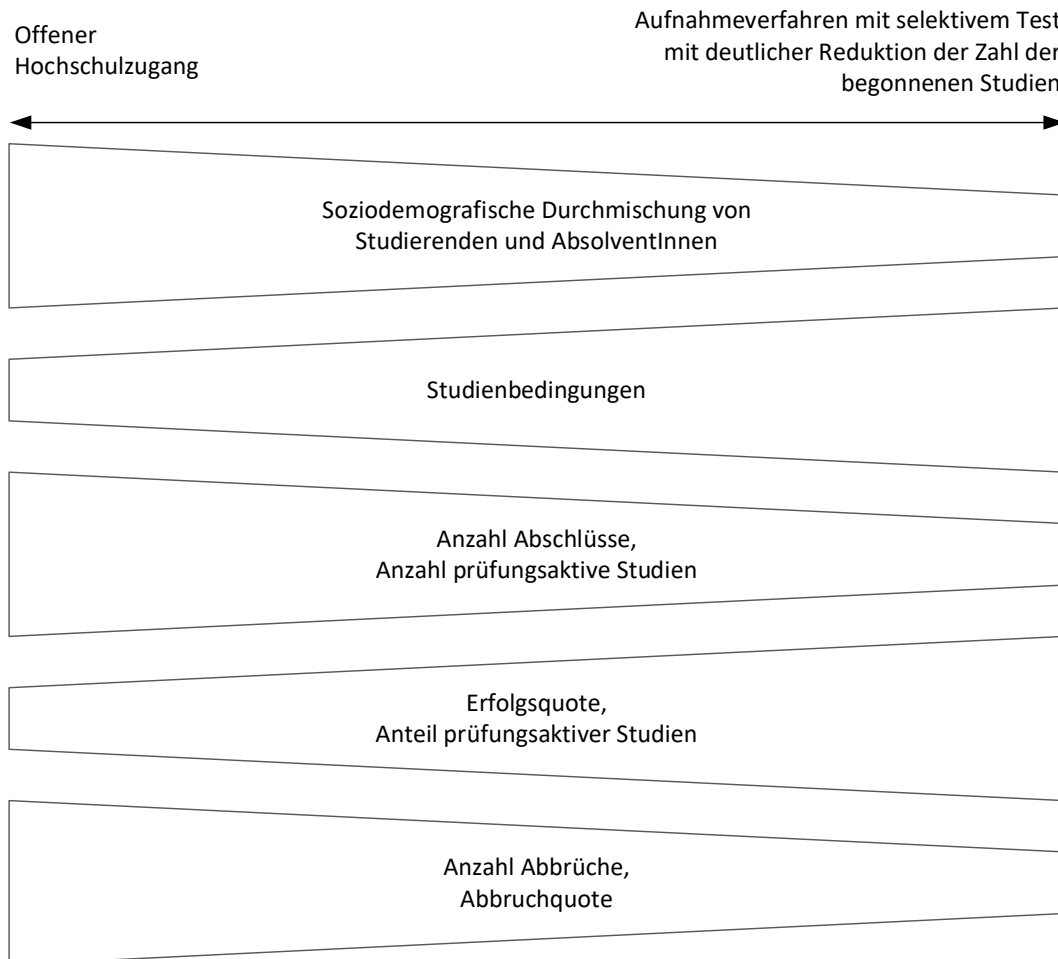 Offener
Hochschulzugang
Aufnahmeverfahren mit selektivem Test
mit deutlicher Reduktion der Zahl der
begonnenen Studien
Soziodemografische Durchmischung von
Studierenden und AbsolventInnen
Studienbedingungen
Anzahl Abschlüsse,
Anzahl prüfungsaktive Studien
Erfolgsquote,
Anteil prüfungsaktiver Studien
Anzahl Abbrüche,
Abbruchquote